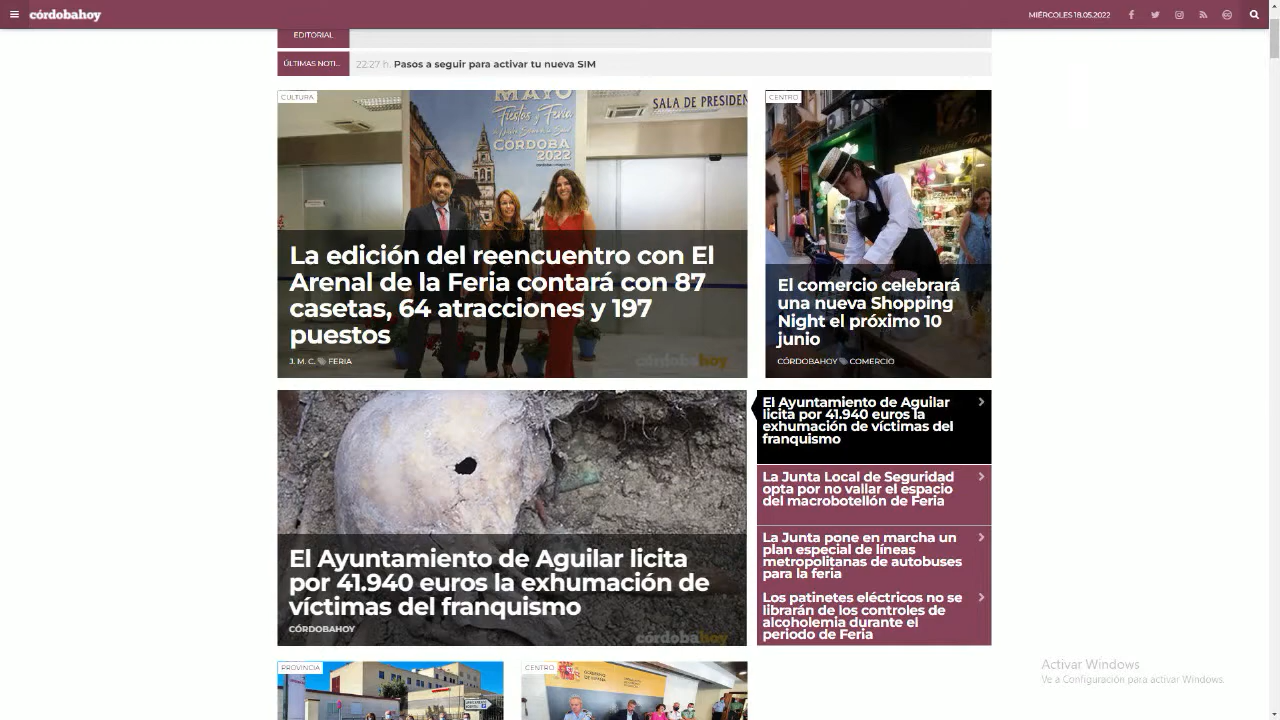 córdobahoy
MIÉRCOLES 18.05.2022
EDITORIAL
ÚLTIMAS NOTI...
22:27 h. Pasos a seguir para activar tu nueva SIM
CULTURA
MAYO
Fiestas y Feria
CÓRDOBA
2022
SALA DE PRESIDEN
La edición del reencuentro con El
Arenal de la Feria contará con 87
casetas, 64 atracciones y 197
puestos
J. M. C. FERIA
córdobahoy
CENTRO
El comercio celebrará
una nueva Shopping
Night el próximo 10
junio
CÓRDOBAHOY COMERCIO
El Ayuntamiento de Aguilar licita
por 41.940 euros la exhumación de
víctimas del franquismo
CÓRDOBAHOY
córdobahoy
El Ayuntamiento de Aguilar
licita por 41.940 euros la
exhumación de víctimas del
franquismo
La Junta Local de Seguridad
opta por no vallar el espacio
del macrobotellón de Feria
La Junta pone en marcha un
plan especial de líneas
metropolitanas de autobuses
para la feria
Los patinetes eléctricos no se
librarán de los controles de
alcoholemia durante el
periodo de Feria
PROVINCIA
CENTRO
Activar Windows
Ve a Configuración para activar Windows.